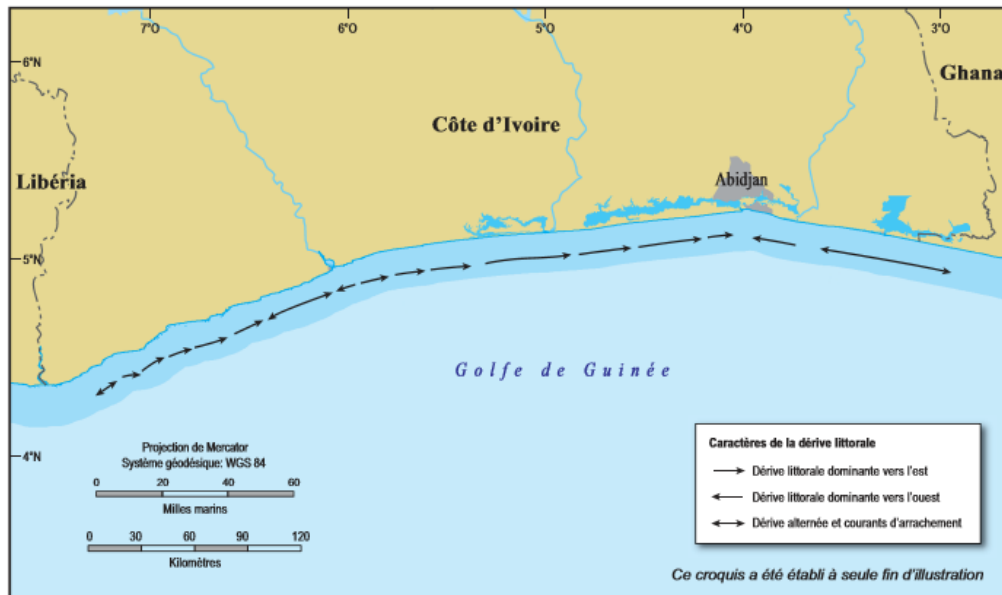 7°O 6°O 5°O 4°O 3°O
6°N
Ghana
Côte d'Ivoire
Libéria
Abidjan
5°N
Golfe de Guinée
4°N
Projection de Mercator
Système géodésique: WGS 84
0 20 40 60
Milles marins
0 30 60 90 120
Kilomètres
Caractères de la dérive littorale
Dérive littorale dominante vers l'est
Dérive littorale dominante vers l'ouest
Dérive alternée et courants d'arrachement
Ce croquis a été établi à seule fin d'illustration